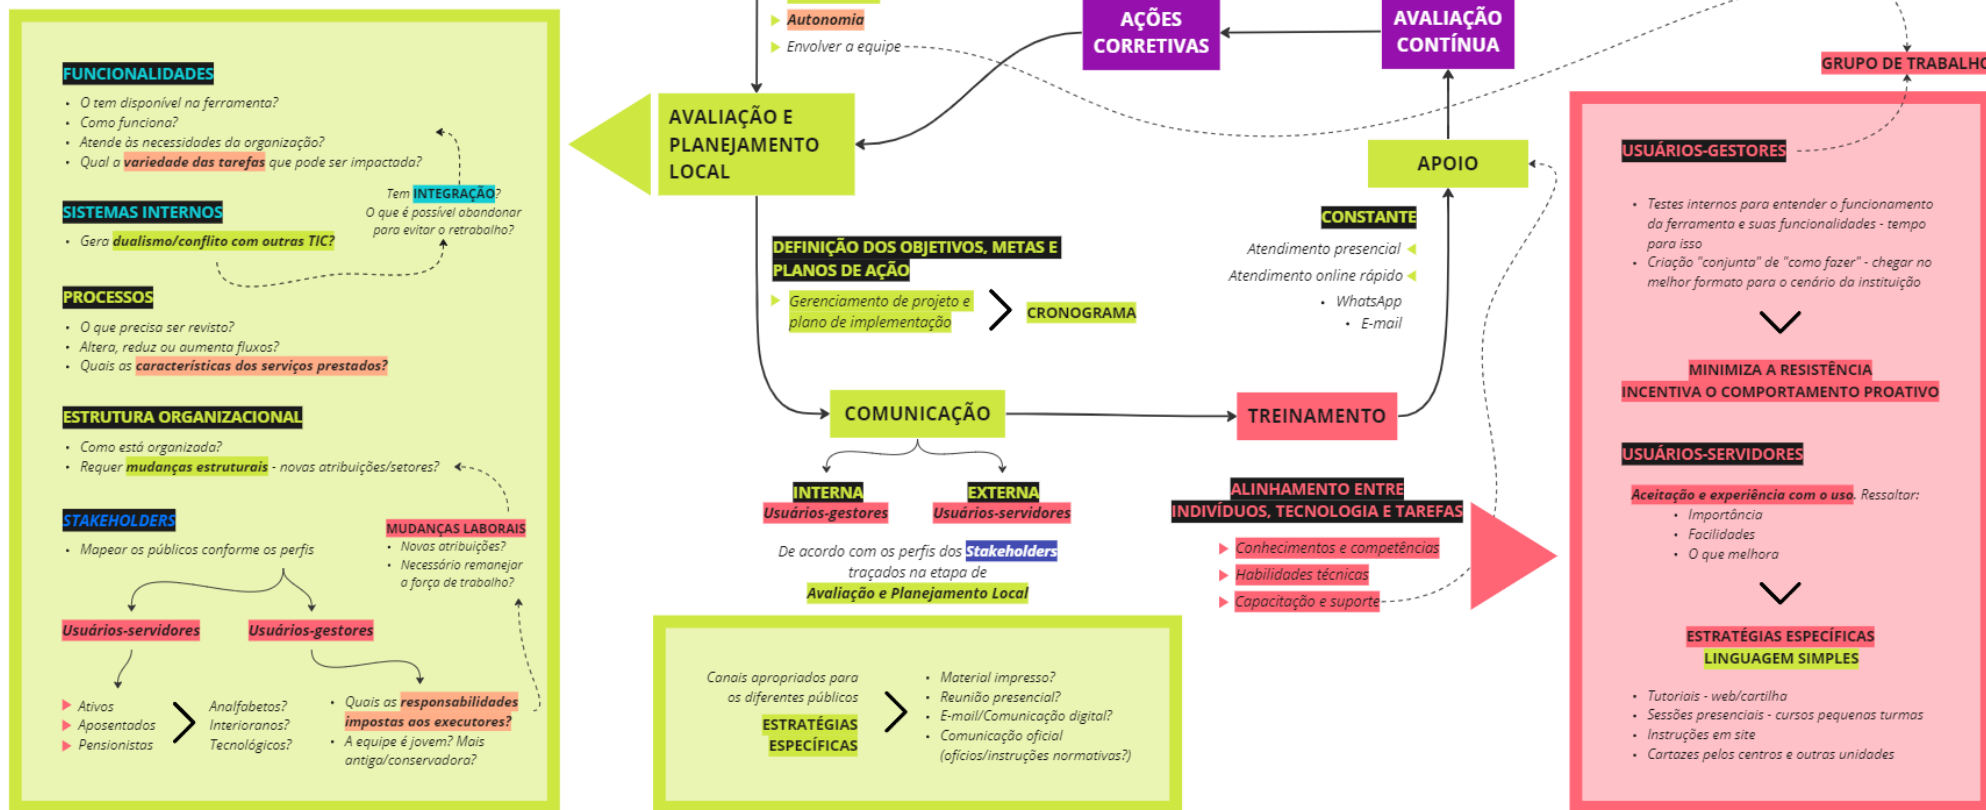 FUNCIONALIDADES
• O tem disponível na ferramenta?
• Como funciona?
• Atende às necessidades da organização?
• Qual a variedade das tarefas que pode ser impactada?
Tem INTEGRAÇÃO?
O que é possível abandonar
para evitar o retrabalho?
SISTEMAS INTERNOS
• Gera dualismo/conflito com outras TIC?
PROCESSOS
• O que precisa ser revisto?
• Altera, reduz ou aumenta fluxos?
• Quais as características dos serviços prestados?
ESTRUTURA ORGANIZACIONAL
• Como está organizada?
• Requer mudanças estruturais - novas atribuições/setores?
STAKEHOLDERS
• Mapear os públicos conforme os perfis
MUDANÇAS LABORAIS
• Novas atribuições?
• Necessário remanejar
a força de trabalho?
Usuários-servidores
Usuários-gestores
Ativos
Aposentados
Pensionistas
Analfabetos?
Interioranos?
Tecnológicos?
• Quais as responsabilidades
impostas aos executores?
• A equipe é jovem? Mais
antiga/conservadora?
Autonomia
Envolver a equipe
AÇÕES
CORRETIVAS
AVALIAÇÃO
CONTÍNUA
AVALIAÇÃO E
PLANEJAMENTO
LOCAL
APOIO
DEFINIÇÃO DOS OBJETIVOS, METAS E
PLANOS DE AÇÃO
Gerenciamento de projeto e
plano de implementação
CRONOGRAMA
CONSTANTE
Atendimento presencial
Atendimento online rápido
• WhatsApp
• E-mail
COMUNICAÇÃO
TREINAMENTO
INTERNA
Usuários-gestores
EXTERNA
Usuários-servidores
De acordo com os perfis dos Stakeholders
traçados na etapa de
Avaliação e Planejamento Local
ALINHAMENTO ENTRE
INDIVÍDUOS, TECNOLOGIA E TAREFAS
Conhecimentos e competências
Habilidades técnicas
Capacitação e suporte
Canais apropriados para
os diferentes públicos
ESTRATÉGIAS
ESPECÍFICAS
• Material impresso?
• Reunião presencial?
• E-mail/Comunicação digital?
• Comunicação oficial
(ofícios/instruções normativas?)
GRUPO DE TRABALHO
USUÁRIOS-GESTORES
• Testes internos para entender o funcionamento
da ferramenta e suas funcionalidades - tempo
para isso
• Criação "conjunta" de "como fazer" - chegar no
melhor formato para o cenário da instituição
MINIMIZA A RESISTÊNCIA
INCENTIVA O COMPORTAMENTO PROATIVO
USUÁRIOS-SERVIDORES
Aceitação e experiência com o uso. Ressaltar:
• Importância
• Facilidades
• O que melhora
ESTRATÉGIAS ESPECÍFICAS
LINGUAGEM SIMPLES
• Tutoriais - web/cartilha
• Sessões presenciais - cursos pequenas turmas
• Instruções em site
• Cartazes pelos centros e outras unidades